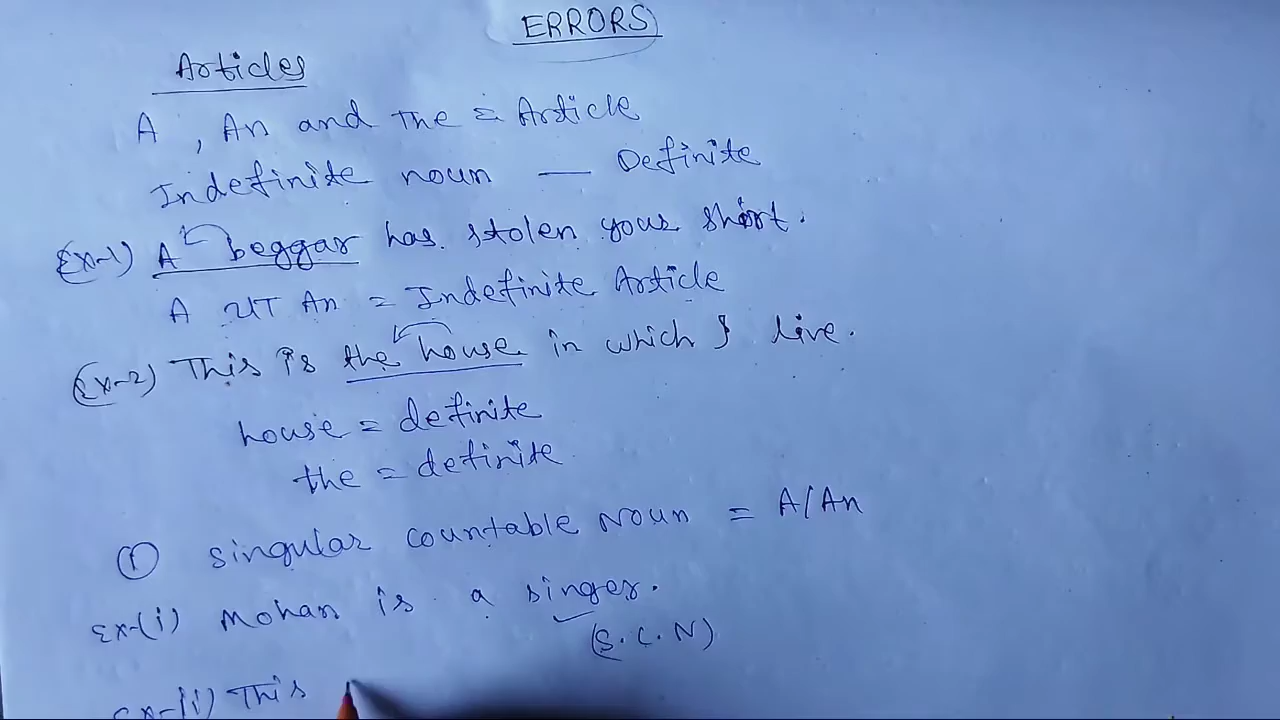 ERRORS
Articles
A, An and the = Article
Indefinite noun — Definite
Ex-1) A beggar has stolen your shirt.
A या An = Indefinite Article
Ex-2) This is the house in which I live.
house = definite
the = definite
① singular countable Noun = A/An
Ex-(i) Mohan is a singer.
(S.C.N)
Ex-(i) This